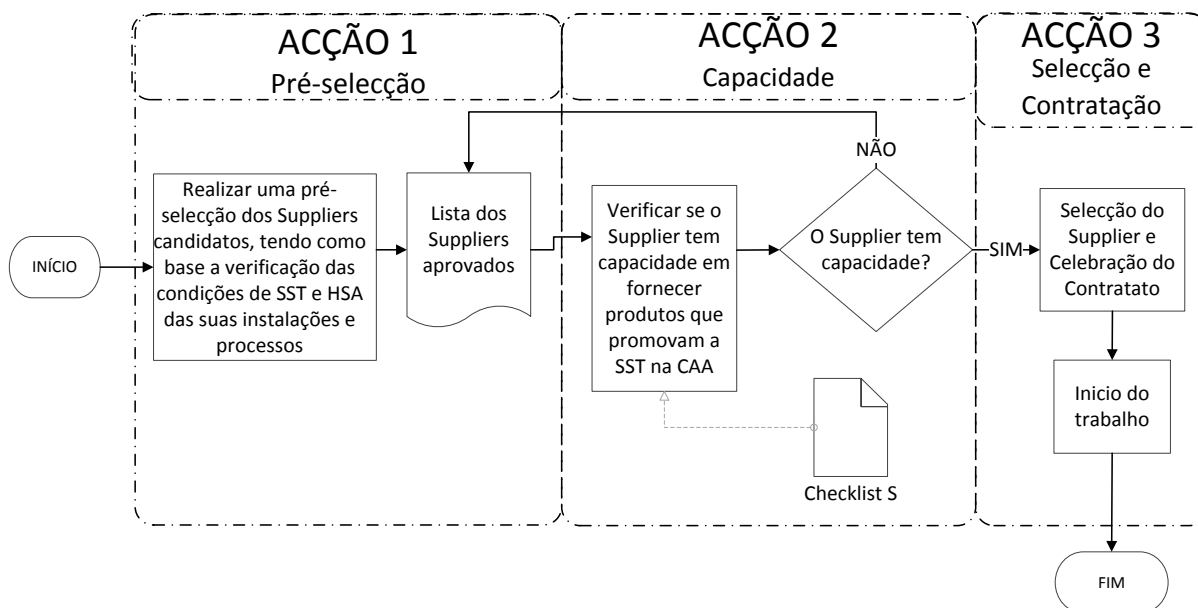 ACÇÃO 1
Pré-selecção
ACÇÃO 2
Capacidade
ACÇÃO 3
Selecção e
Contratação
INÍCIO
Realizar uma pré-
selecção dos Suppliers
candidatos, tendo como
base a verificação das
condições de SST e HSA
das suas instalações e
processos
Lista dos
Suppliers
aprovados
Verificar se o
Supplier tem
capacidade em
fornecer
produtos que
promovam a
SST na CAA
Checklist S
O Supplier tem
capacidade?
NÃO
SIM
Selecção do
Supplier e
Celebração do
Contratato
Inicio do
trabalho
FIM